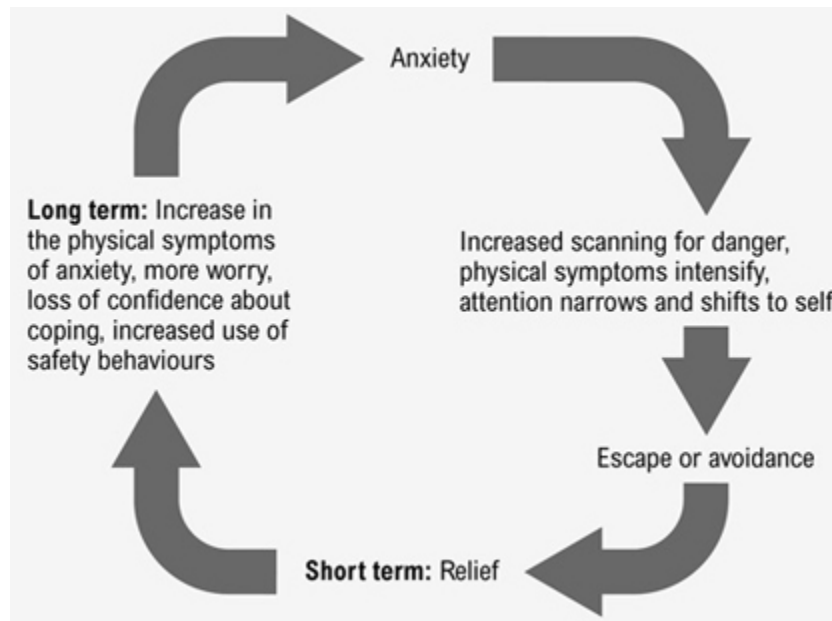 Anxiety
Increased scanning for danger,
physical symptoms intensify,
attention narrows and shifts to self
Escape or avoidance
Short term: Relief
Long term: Increase in
the physical symptoms
of anxiety, more worry,
loss of confidence about
coping, increased use of
safety behaviours